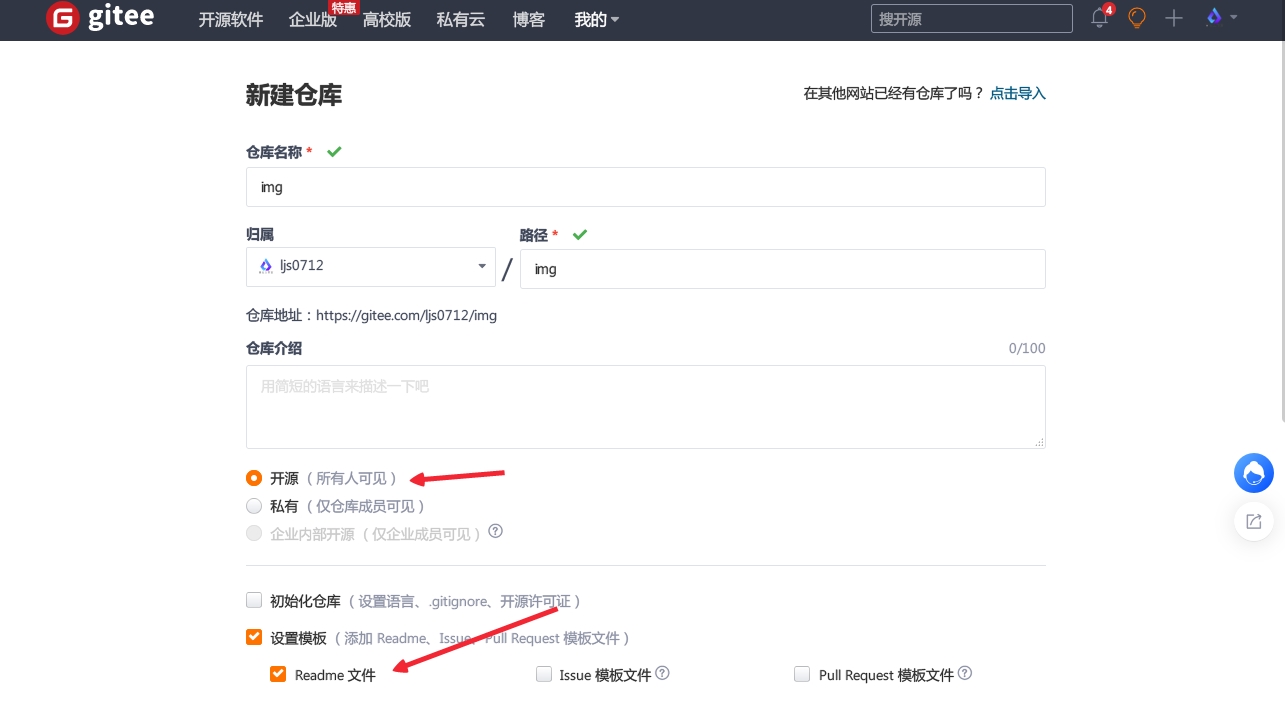 gitee 开源软件 企业版 特惠 高校版 私有云 博客 我的 搜开源 4
新建仓库 在其他网站已经有仓库了吗？ 点击导入
仓库名称 *
img
归属 路径 *
ljs0712 / img
仓库地址：https://gitee.com/ljs0712/img
仓库介绍 0/100
用简短的语言来描述一下吧
开源（所有人可见）
私有（仅仓库成员可见）
企业内部开源（仅企业成员可见） ?
初始化仓库（设置语言、.gitignore、开源许可证）
设置模板（添加 Readme、Issue、Pull Request 模板文件）
Readme 文件 Issue 模板文件 ? Pull Request 模板文件 ?